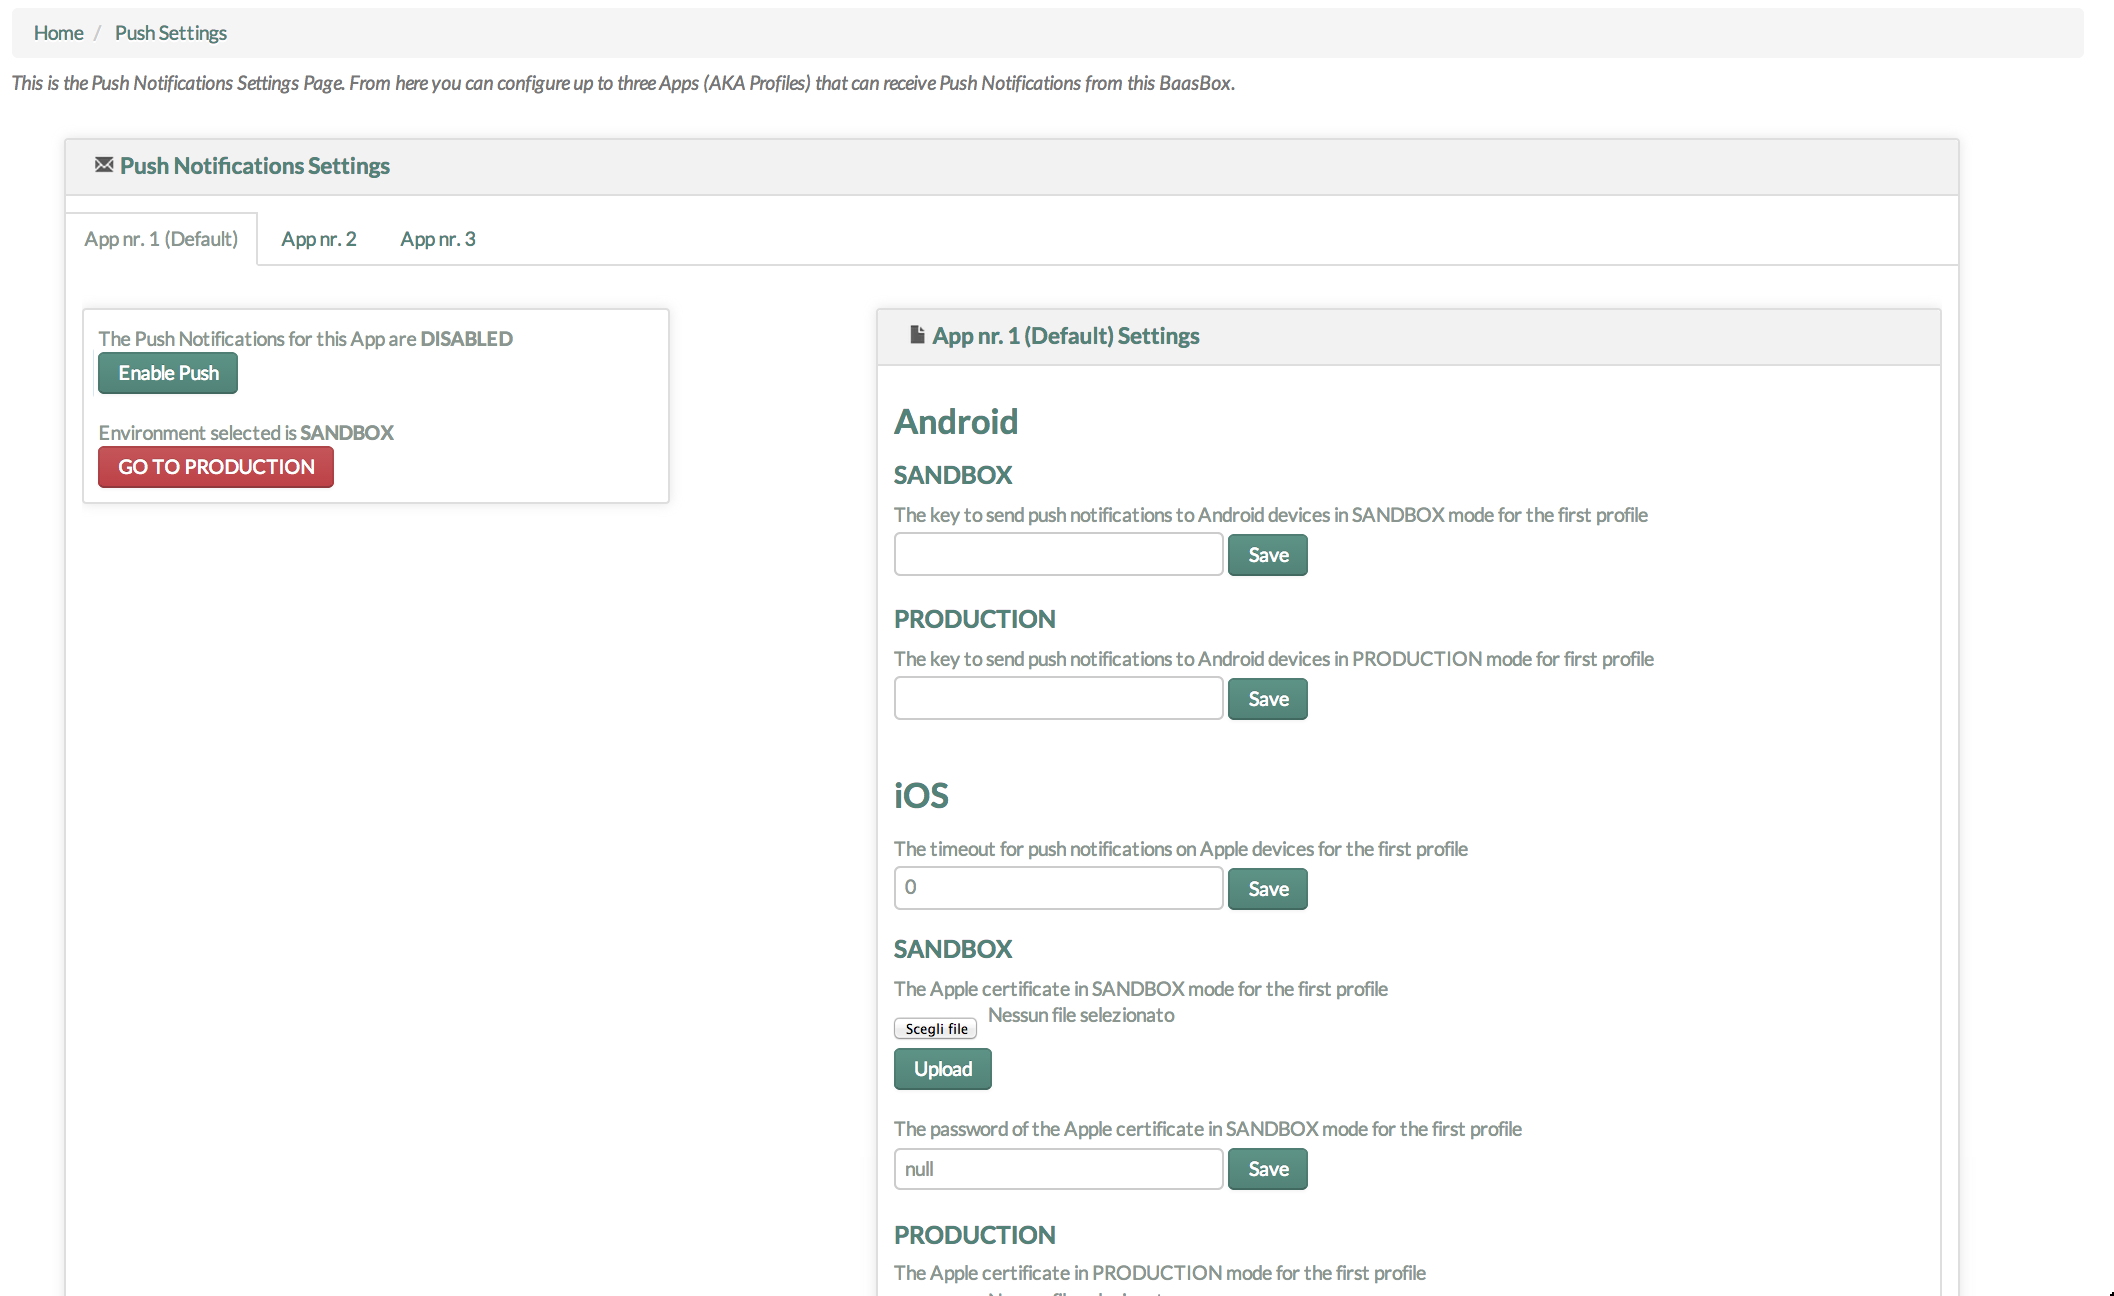 Home / Push Settings
This is the Push Notifications Settings Page. From here you can configure up to three Apps (AKA Profiles) that can receive Push Notifications from this BaasBox.
Push Notifications Settings
App nr. 1 (Default) App nr. 2 App nr. 3
The Push Notifications for this App are DISABLED
Enable Push
Environment selected is SANDBOX
GO TO PRODUCTION
App nr. 1 (Default) Settings
Android
SANDBOX
The key to send push notifications to Android devices in SANDBOX mode for the first profile
Save
PRODUCTION
The key to send push notifications to Android devices in PRODUCTION mode for first profile
Save
iOS
The timeout for push notifications on Apple devices for the first profile
0 Save
SANDBOX
The Apple certificate in SANDBOX mode for the first profile
Scegli file Nessun file selezionato
Upload
The password of the Apple certificate in SANDBOX mode for the first profile
null Save
PRODUCTION
The Apple certificate in PRODUCTION mode for the first profile